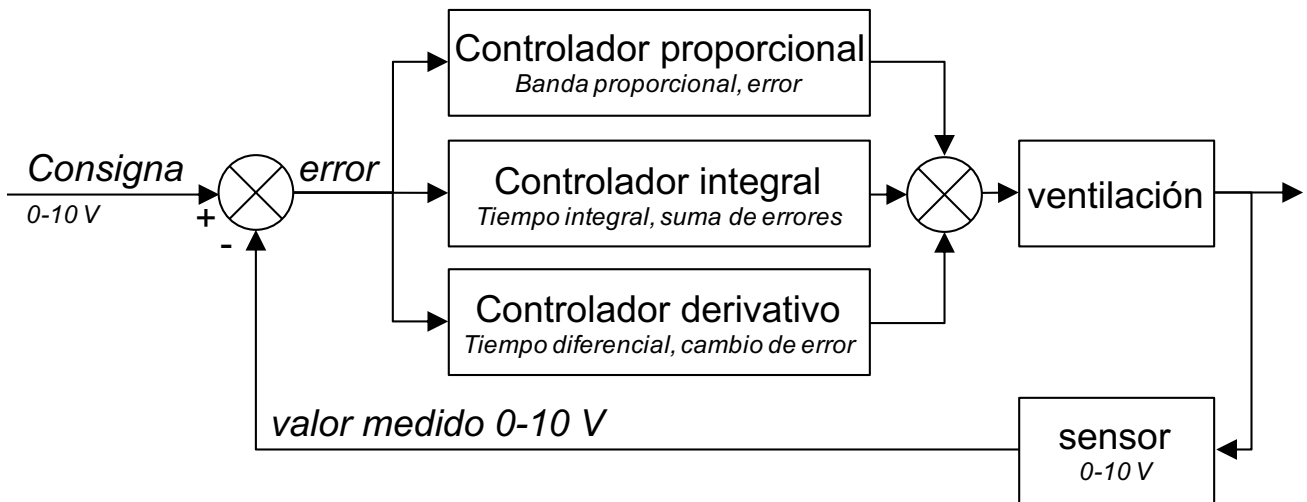 Controlador proporcional
Banda proporcional, error
Consigna
0-10 V
+
-
error
Controlador integral
Tiempo integral, suma de errores
ventilación
Controlador derivativo
Tiempo diferencial, cambio de error
valor medido 0-10 V
sensor
0-10 V